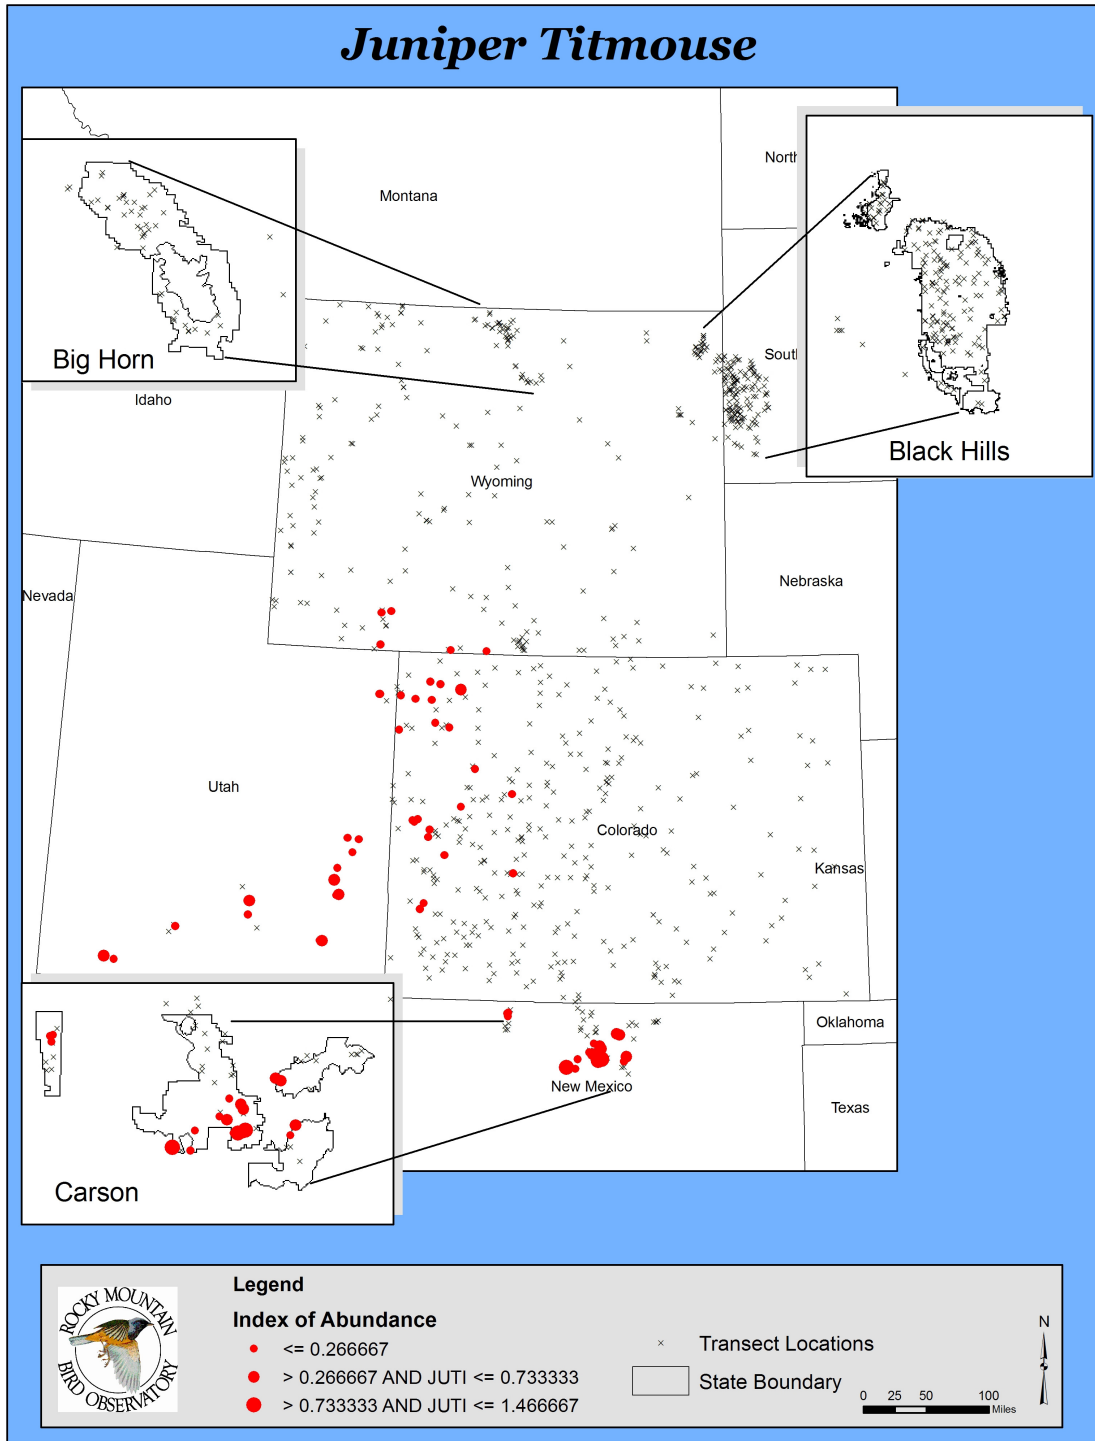 Juniper Titmouse
Montana
North
South
Big Horn
Idaho
Black Hills
Wyoming
Nevada
Nebraska
Utah
Colorado
Kansas
Oklahoma
New Mexico
Texas
Carson
Legend
Index of Abundance
<= 0.266667
> 0.266667 AND JUTI <= 0.733333
> 0.733333 AND JUTI <= 1.466667
Transect Locations
State Boundary
N
0 25 50 100
Miles
ROCKY MOUNTAIN
BIRD OBSERVATORY